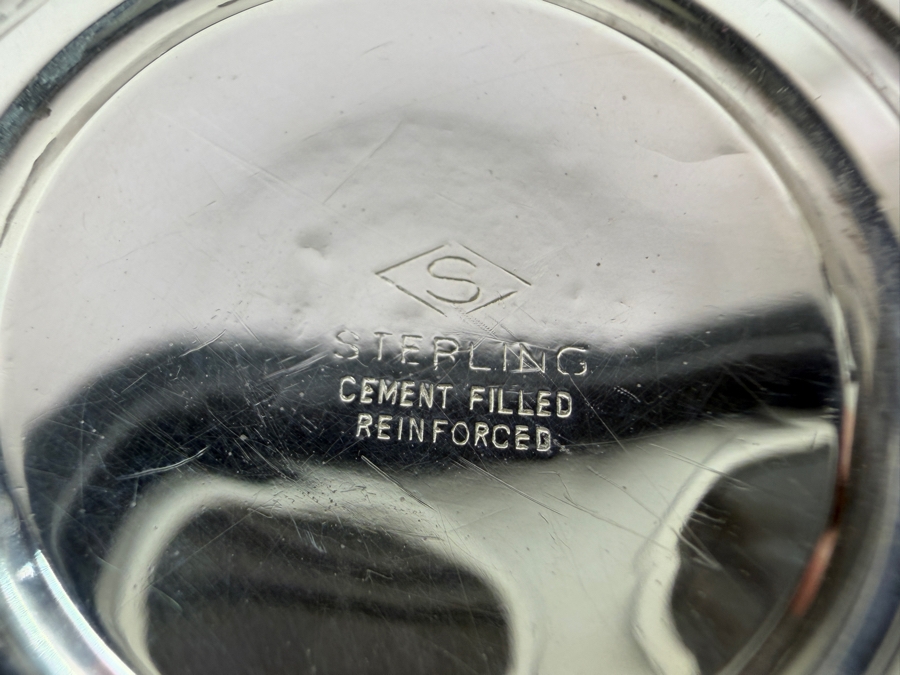 S
STERLING
CEMENT FILLED
REINFORCED